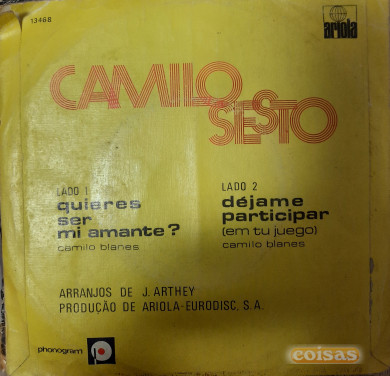 13468
ariola
CAMILO
SESTO
LADO 1
quieres
ser
mi amante?
camilo blanes
LADO 2
déjame
participar
(em tu juego)
camilo blanes
ARRANJOS DE J. ARTHEY
PRODUÇÃO DE ARIOLA-EURODISC, S.A.
phonogram
coisas